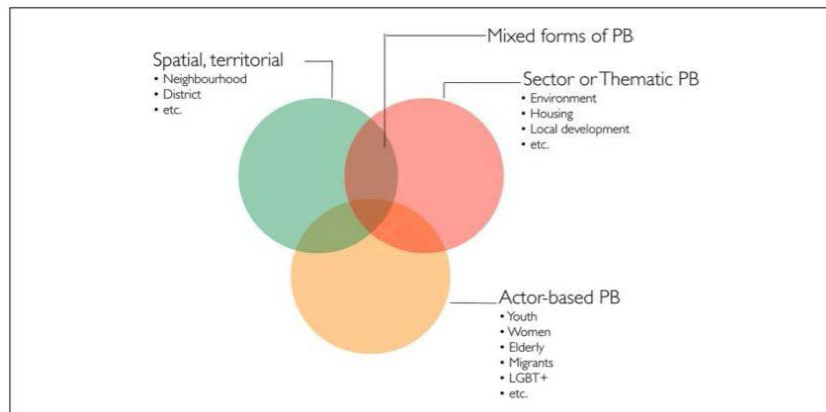 Mixed forms of PB
Spatial, territorial
• Neighbourhood
• District
• etc.
Sector or Thematic PB
• Environment
• Housing
• Local development
• etc.
Actor-based PB
• Youth
• Women
• Elderly
• Migrants
• LGBT+
• etc.